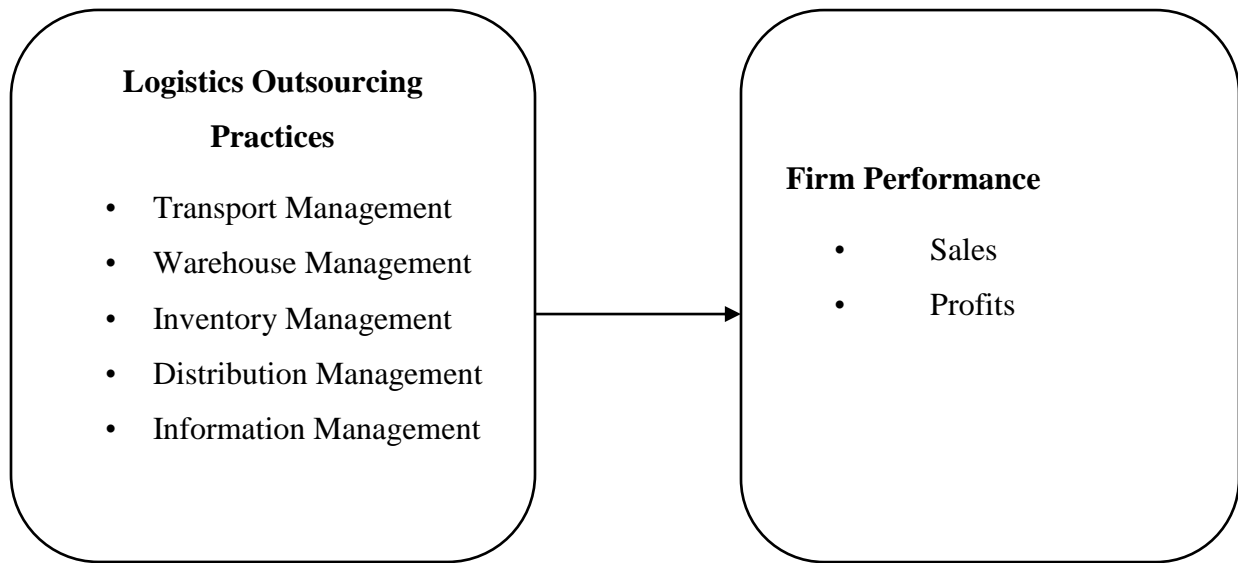 Logistics Outsourcing
Practices
• Transport Management
• Warehouse Management
• Inventory Management
• Distribution Management
• Information Management
Firm Performance
• Sales
• Profits